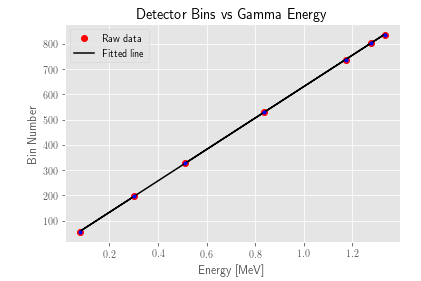 Detector Bins vs Gamma Energy
Raw data
Fitted line
Bin Number
800
700
600
500
400
300
200
100
0.2 0.4 0.6 0.8 1.0 1.2
Energy [MeV]